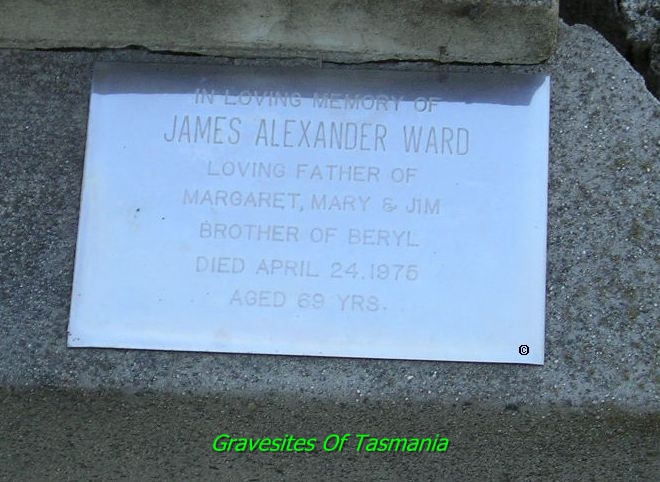 IN LOVING MEMORY OF
JAMES ALEXANDER WARD
LOVING FATHER OF
MARGARET, MARY & JIM
BROTHER OF BERYL
DIED APRIL 24.1975
AGED 69 YRS.
©
Gravesites Of Tasmania